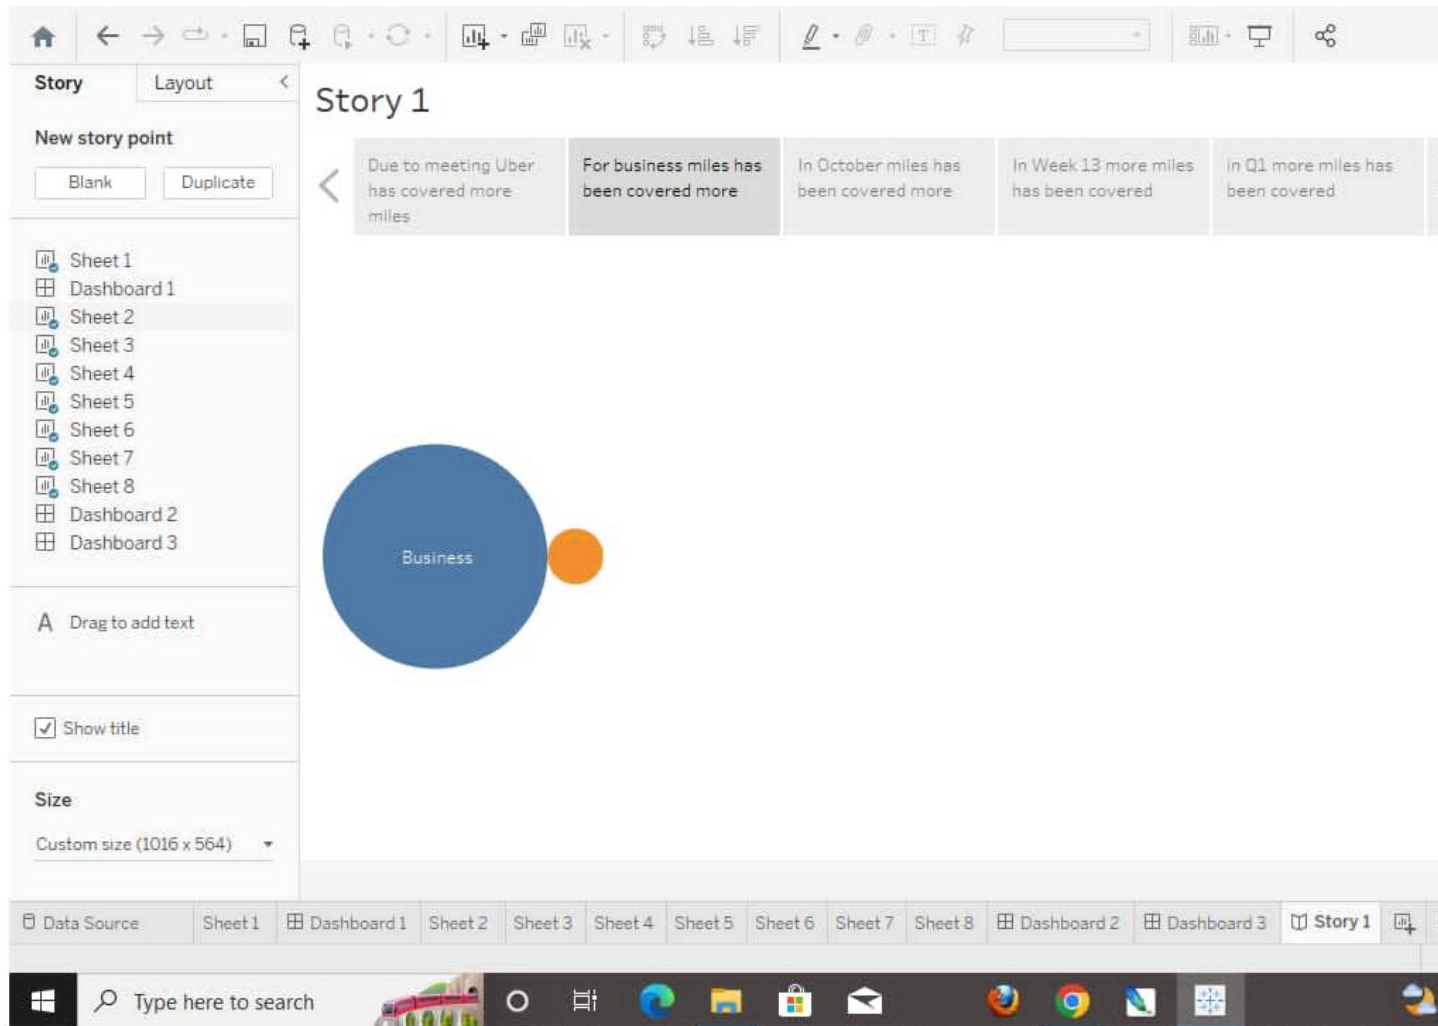 Story
Layout
Story 1
New story point
Blank
Duplicate
Due to meeting Uber
has covered more
miles
For business miles has
been covered more
In October miles has
been covered more
In Week 13 more miles
has been covered
in Q1 more miles has
been covered
Sheet 1
Dashboard 1
Sheet 2
Sheet 3
Sheet 4
Sheet 5
Sheet 6
Sheet 7
Sheet 8
Dashboard 2
Dashboard 3
Business
A Drag to add text
Show title
Size
Custom size (1016 x 564)
Data Source
Sheet 1
Dashboard 1
Sheet 2
Sheet 3
Sheet 4
Sheet 5
Sheet 6
Sheet 7
Sheet 8
Dashboard 2
Dashboard 3
Story 1
Type here to search